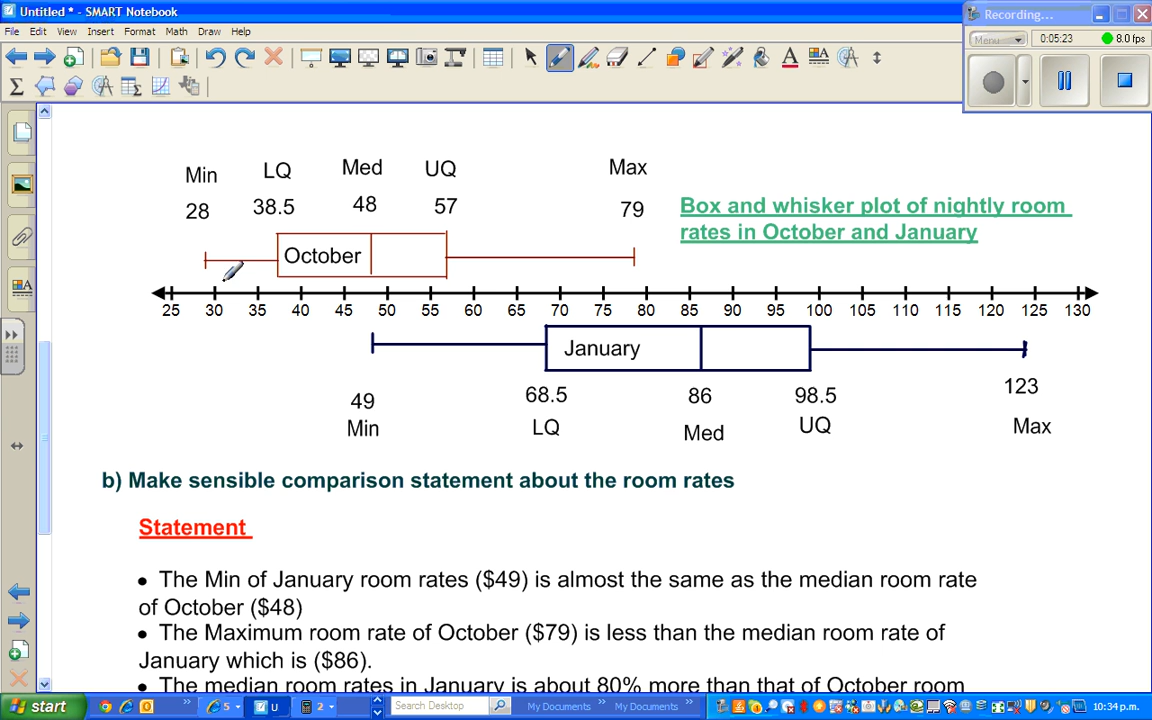 Untitled * - SMART Notebook
Recording...
File Edit View Insert Format Math Draw Help
Menu 0:05:23 8.0 fps
Min LQ Med UQ Max
28 38.5 48 57 79
Box and whisker plot of nightly room
rates in October and January
October
25 30 35 40 45 50 55 60 65 70 75 80 85 90 95 100 105 110 115 120 125 130
January
49 68.5 86 98.5 123
Min LQ Med UQ Max
b) Make sensible comparison statement about the room rates
Statement
• The Min of January room rates ($49) is almost the same as the median room rate
of October ($48)
• The Maximum room rate of October ($79) is less than the median room rate of
January which is ($86).
• The median room rates in January is about 80% more than that of October room
start 5 U 2 Search Desktop My Documents My Documents 10:34 p.m.